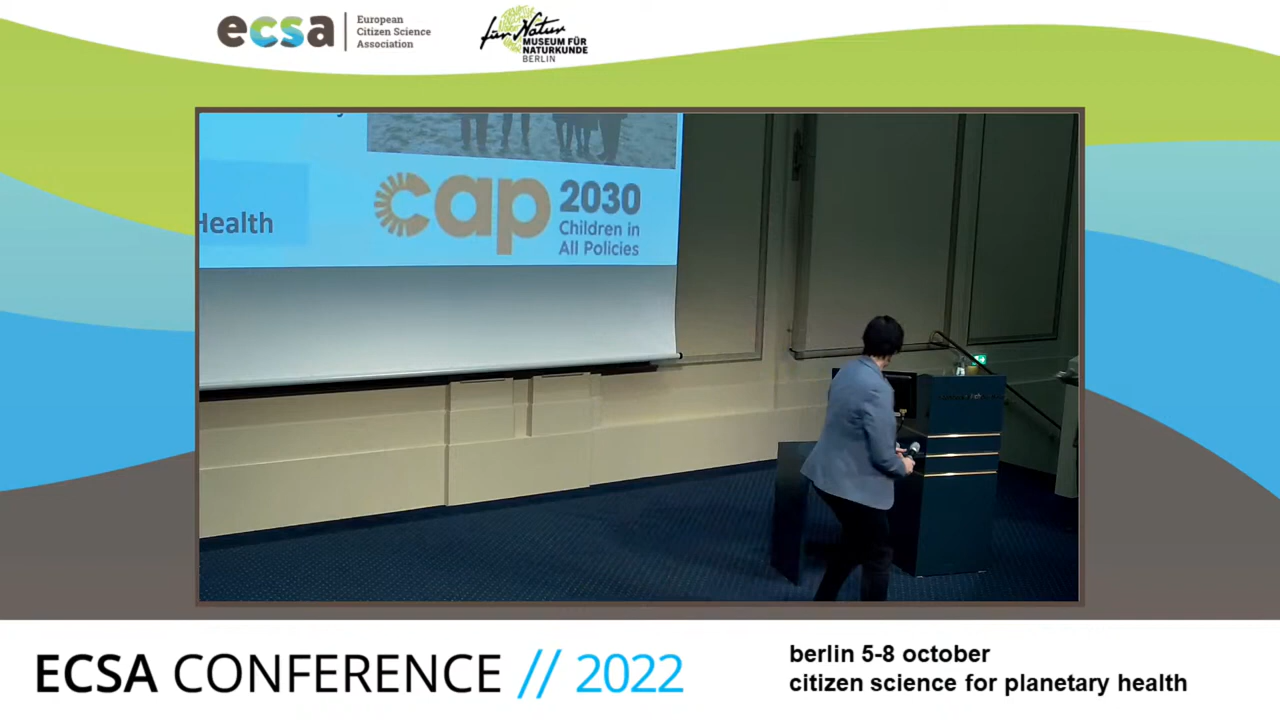 ecsa
European
Citizen Science
Association
für Natur
MUSEUM FÜR
NATURKUNDE
BERLIN
Health
cap
2030
Children in
All Policies
ECSA CONFERENCE // 2022
berlin 5-8 october
citizen science for planetary health